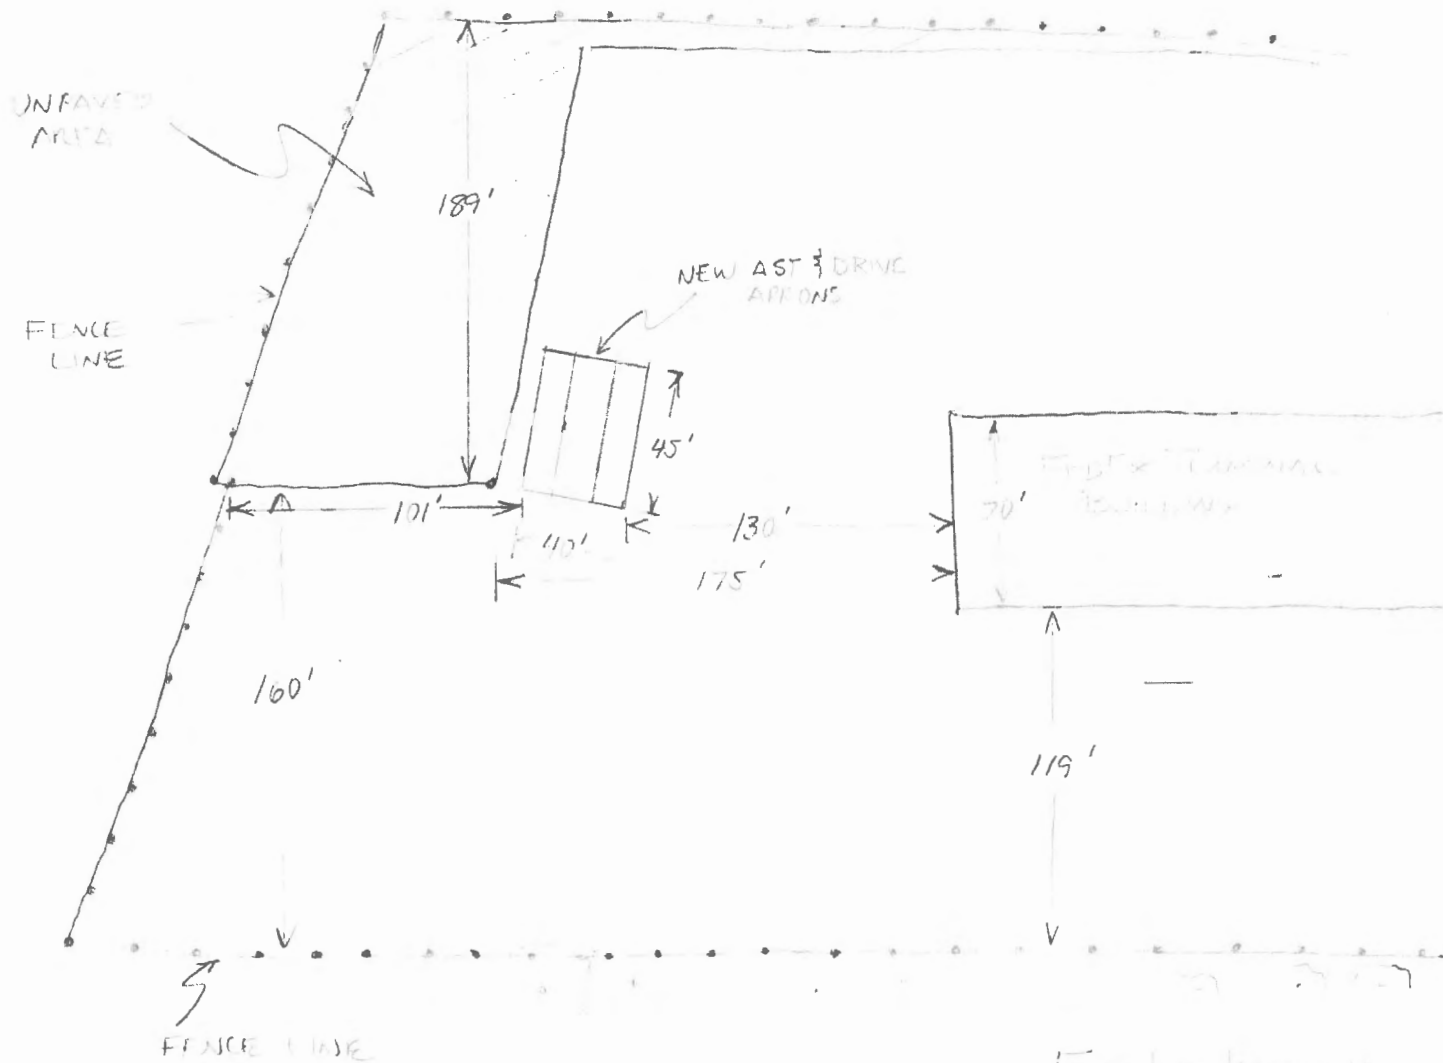 UNPAVED
AREA
189'
NEW AST & DRIVE
APRONS
FENCE
LINE
45'
101'
40'
130'
175'
70'
160'
119'
FENCE LINE